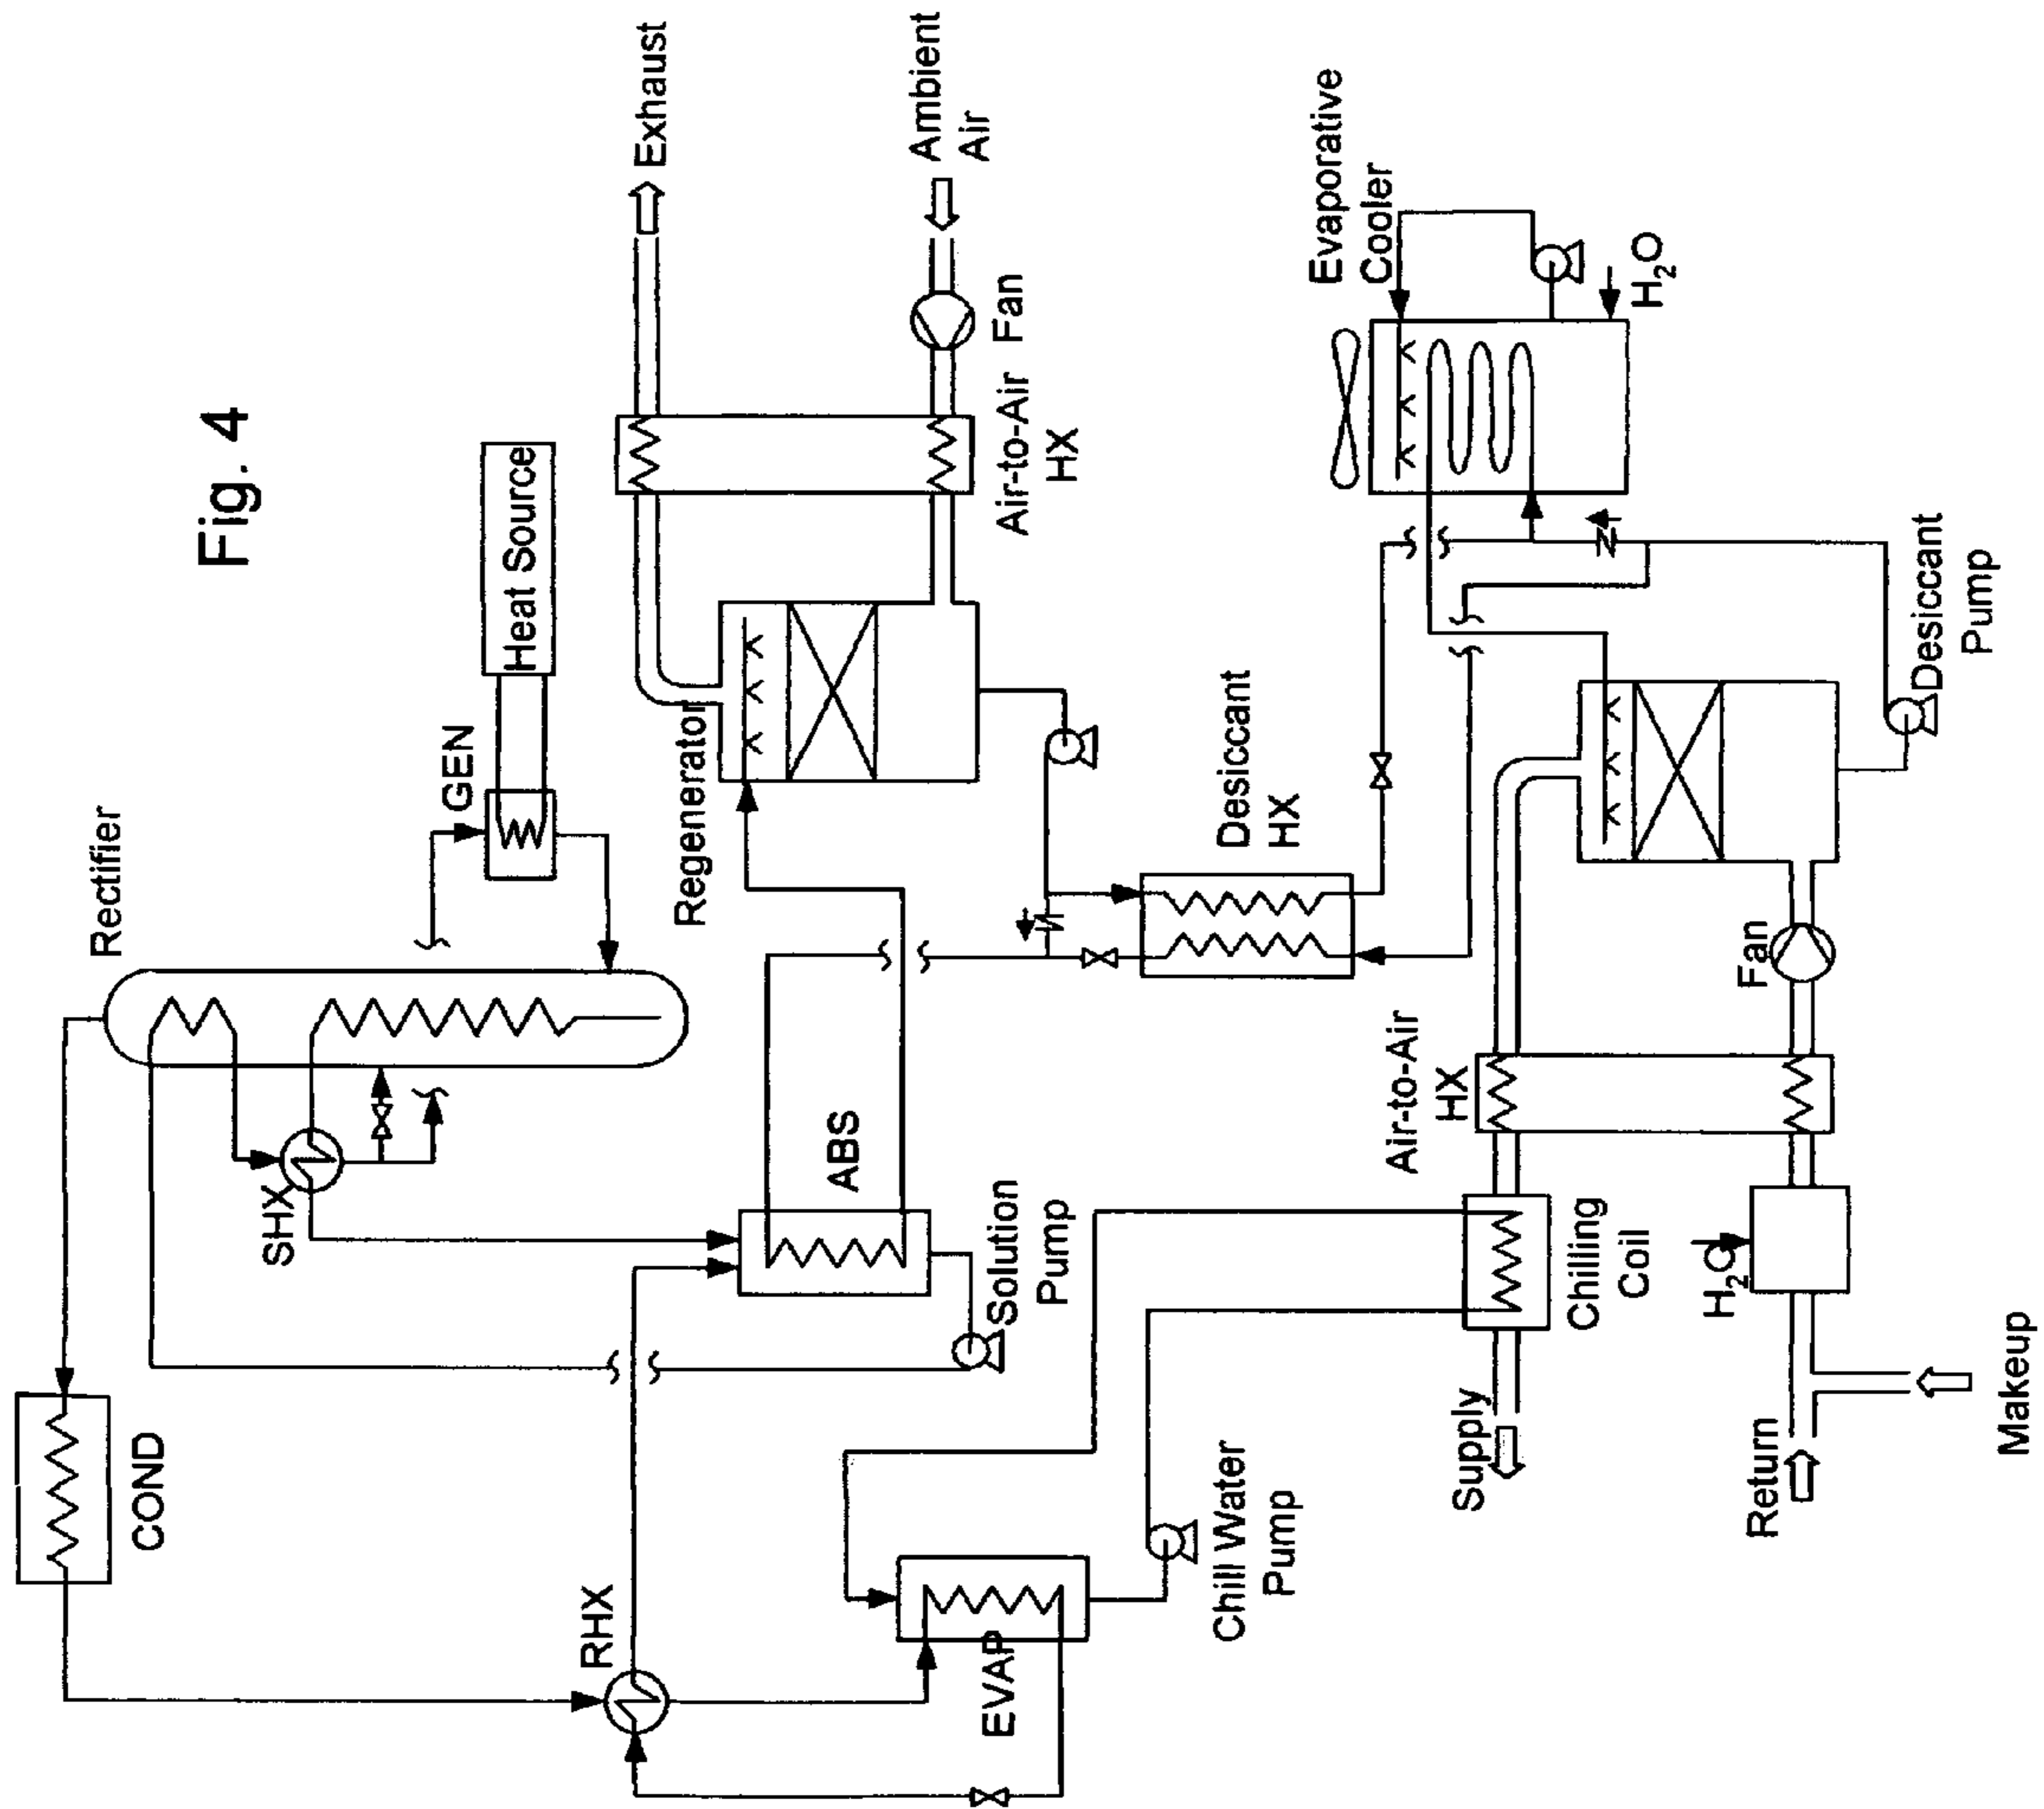 Fig. 4
Rectifier
GEN
Heat Source
COND
SHX
RHX
Regenerator
Exhaust
Ambient
Air
Fan
Air-to-Air
HX
ABS
Solution
Pump
EVAP
Chill Water
Pump
Desiccant
HX
Evaporative
Cooler
H₂O
Desiccant
Pump
Air-to-Air
HX
Fan
Chilling
Coil
Supply
H₂O
Return
Makeup